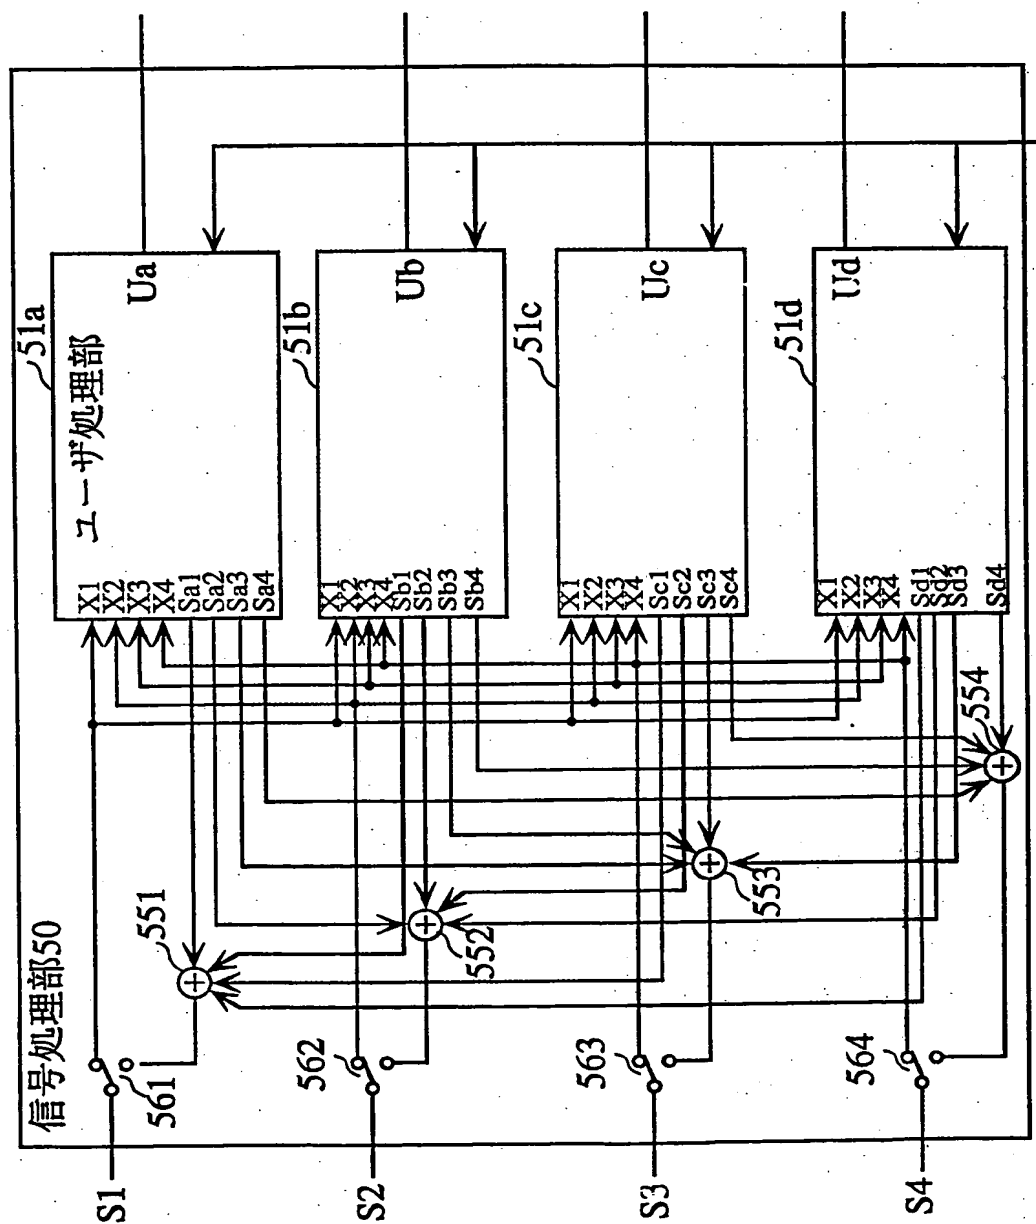 信号処理部50
51a
ユーザ処理部
Ua
X1
X2
X3
X4
Sa1
Sa2
Sa3
Sa4
51b
Ub
X1
X2
X3
X4
Sb1
Sb2
Sb3
Sb4
51c
Uc
X1
X2
X3
X4
Sc1
Sc2
Sc3
Sc4
51d
Ud
X1
X2
X3
X4
Sd1
Sd2
Sd3
Sd4
551
552
553
554
561
562
563
564
S1
S2
S3
S4